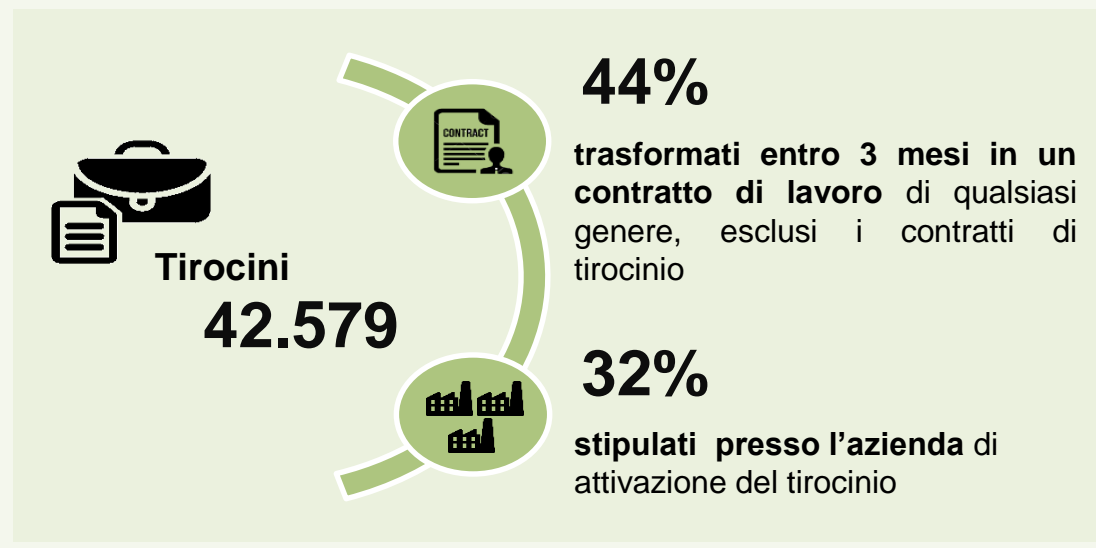 Tirocini
42.579
CONTRACT
44%
trasformati entro 3 mesi in un
contratto di lavoro di qualsiasi
genere, esclusi i contratti di
tirocinio
32%
stipulati presso l’azienda di
attivazione del tirocinio